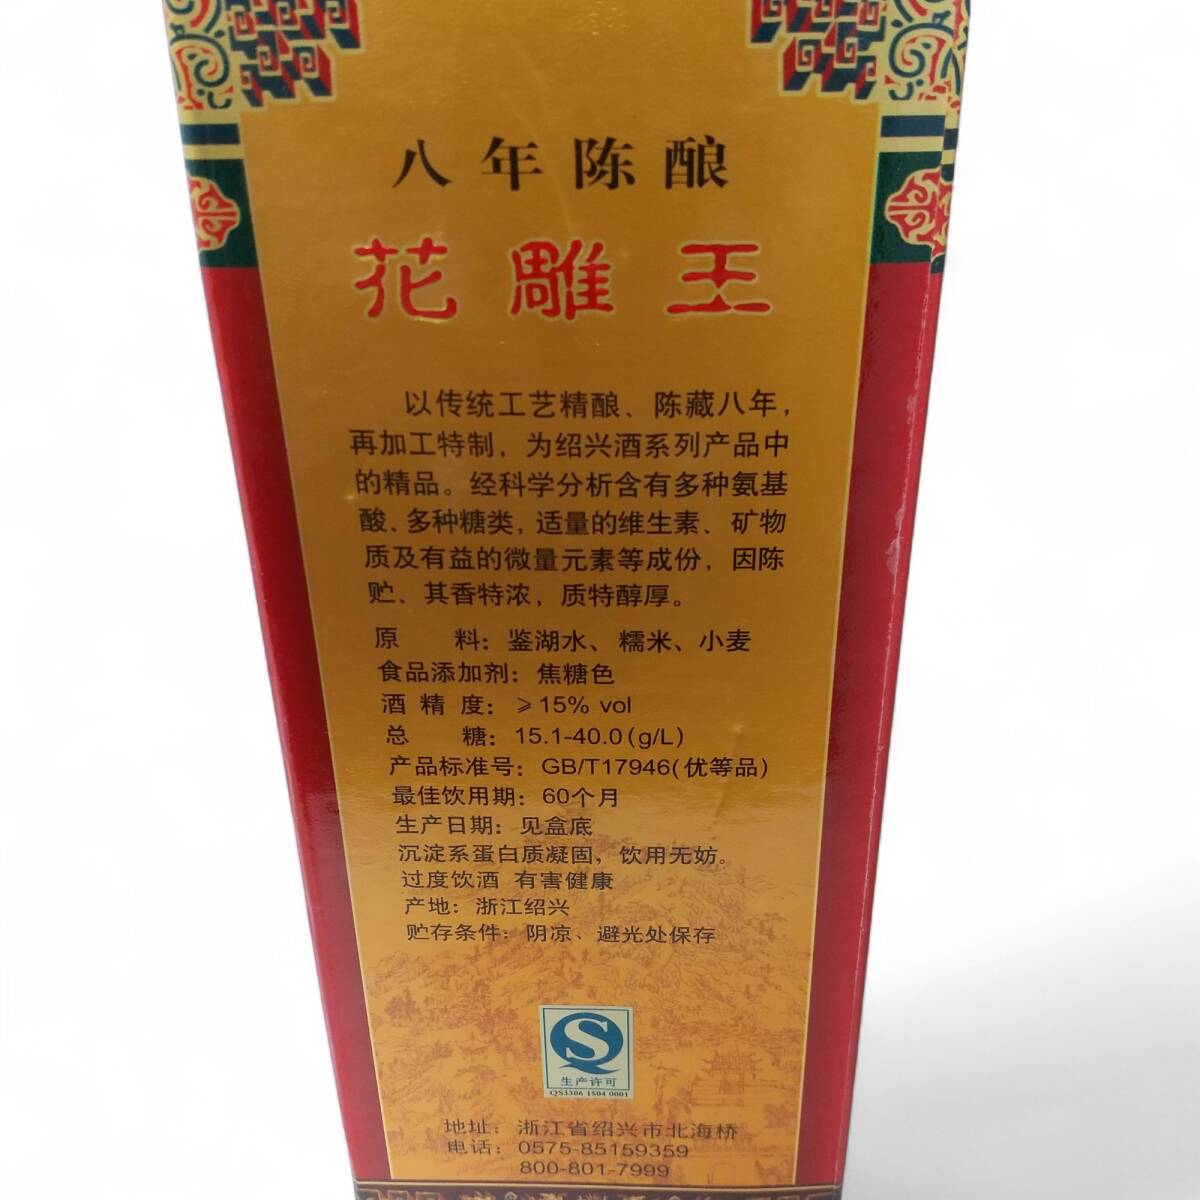 八年陈酿
花雕王
以传统工艺精酿、陈藏八年，
再加工特制，为绍兴酒系列产品中
的精品。经科学分析含有多种氨基
酸、多种糖类，适量的维生素、矿物
质及有益的微量元素等成份，因陈
贮、其香特浓，质特醇厚。
原 料：鉴湖水、糯米、小麦
食品添加剂：焦糖色
酒 精 度：≥15% vol
总 糖：15.1-40.0(g/L)
产品标准号：GB/T17946(优等品)
最佳饮用期：60个月
生产日期：见盒底
沉淀系蛋白质凝固，饮用无妨。
过度饮酒 有害健康
产地：浙江绍兴
贮存条件：阴凉、避光处保存
生产许可
QS3306 1504 0001
地址：浙江省绍兴市北海桥
电话：0575-85159359
800-801-7999